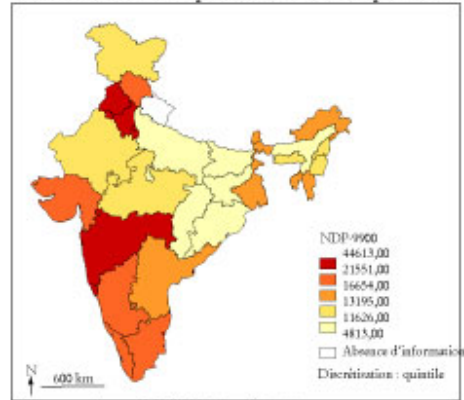 NDP-9900
44613,00
21551,00
16654,00
13195,00
11626,00
4813,00
Absence d'information
Discrétisation : quintile
N
600 km